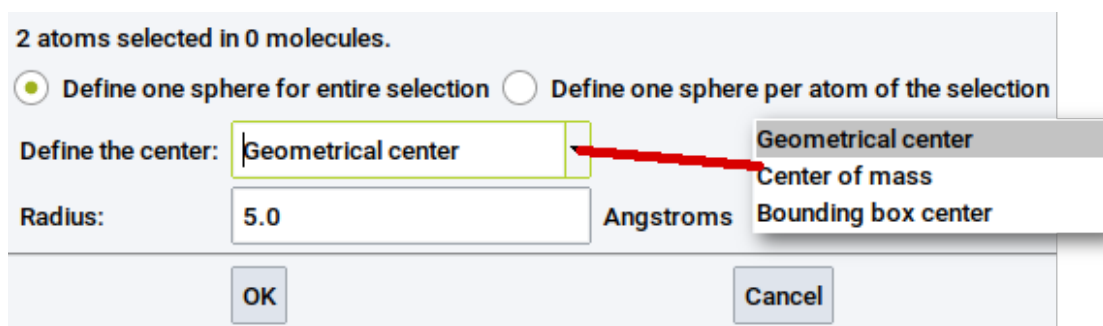 2 atoms selected in 0 molecules.
Define one sphere for entire selection Define one sphere per atom of the selection
Define the center: Geometrical center
Geometrical center
Center of mass
Bounding box center
Radius: 5.0 Angstroms
OK Cancel